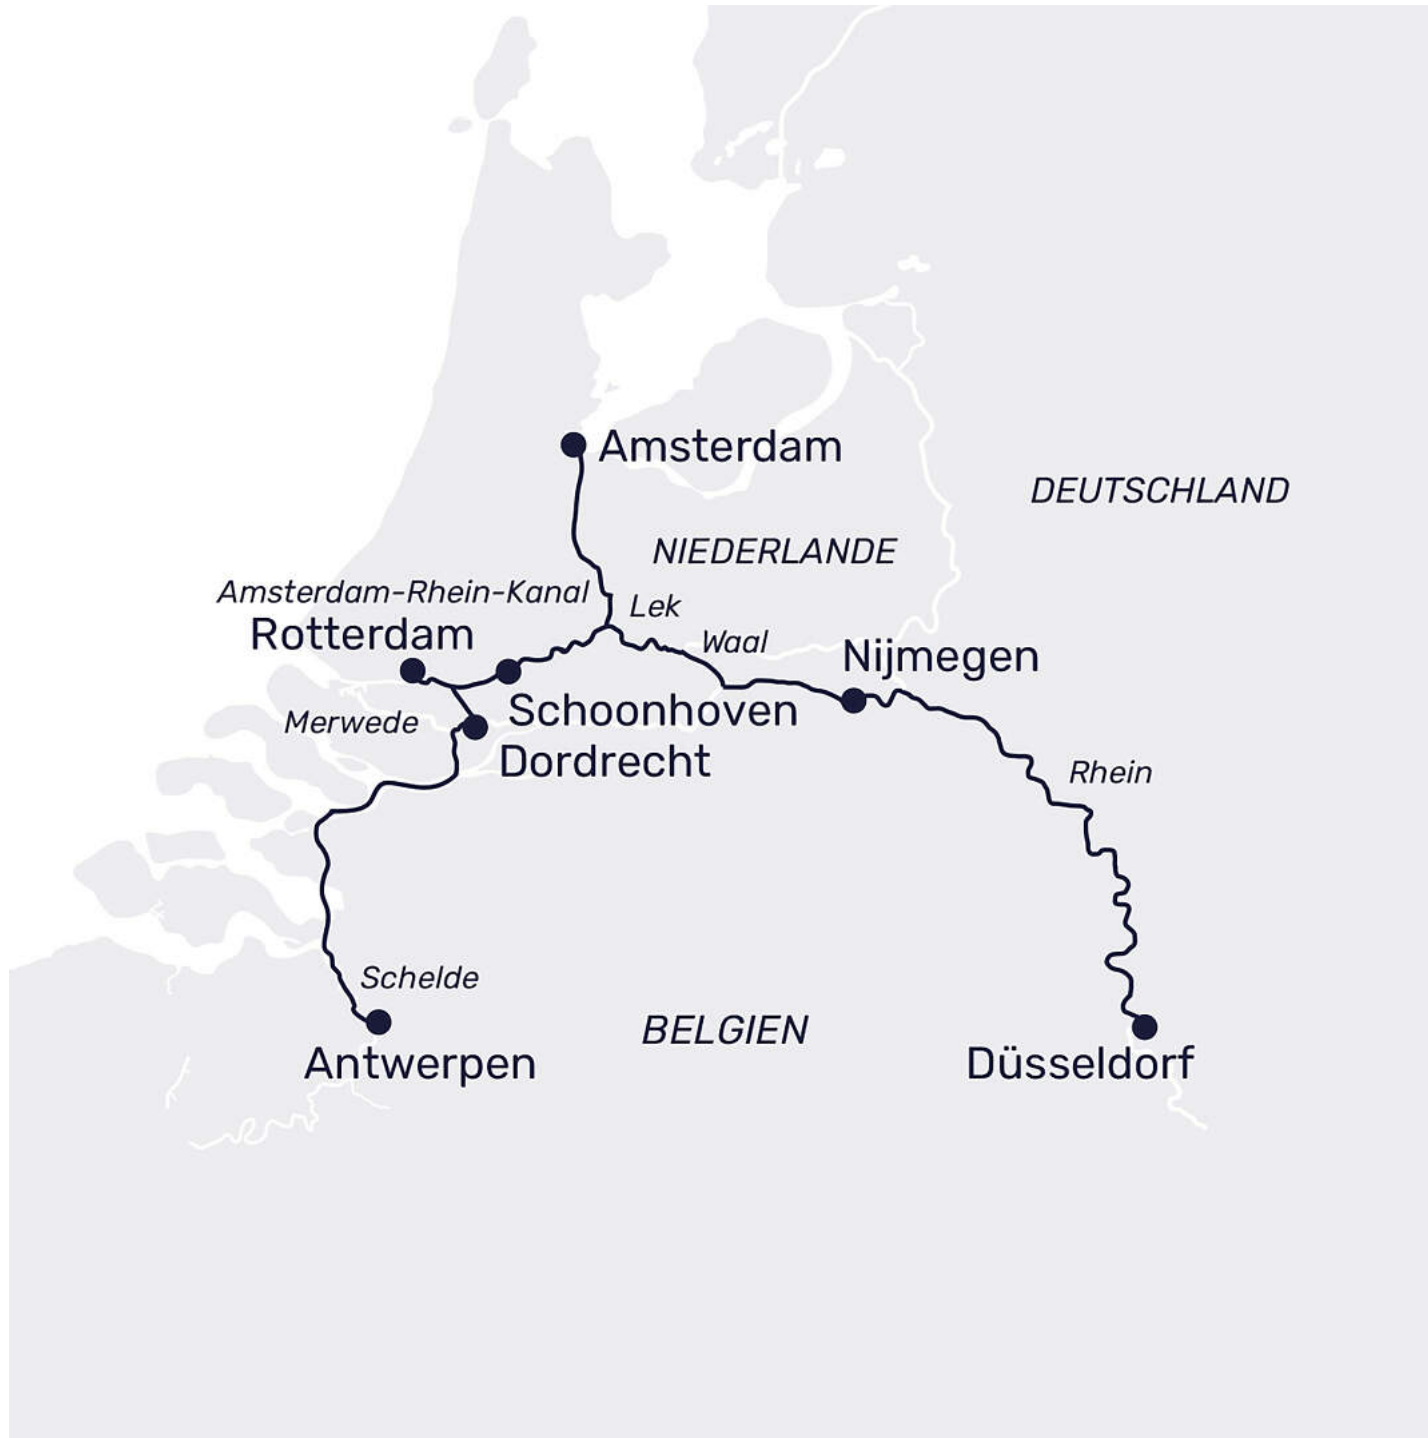 Amsterdam
DEUTSCHLAND
NIEDERLANDE
Amsterdam-Rhein-Kanal
Lek
Rotterdam
Waal
Nijmegen
Schoonhoven
Merwede
Dordrecht
Rhein
Schelde
BELGIEN
Antwerpen
Düsseldorf